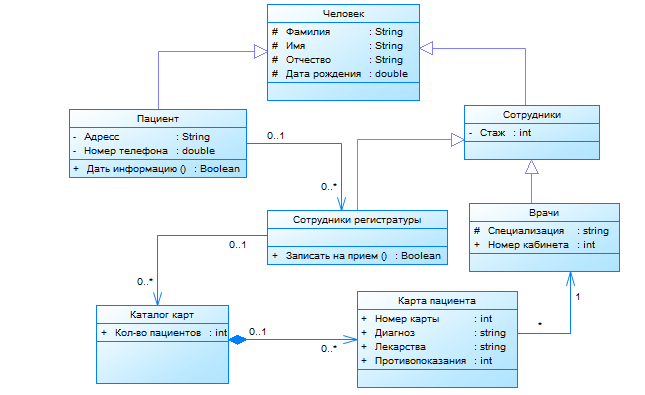 Человек
# Фамилия : String
# Имя : String
# Отчество : String
# Дата рождения : double
Пациент
- Адресс : String
- Номер телефона : double
+ Дать информацию () : Boolean
Сотрудники
- Стаж : int
0..1
0..*
Сотрудники регистратуры
+ Записать на прием () : Boolean
Врачи
# Специализация : string
+ Номер кабинета : int
0..1
0..*
1
*
Каталог карт
+ Кол-во пациентов : int
0..1
0..*
Карта пациента
+ Номер карты : int
+ Диагноз : string
+ Лекарства : string
+ Противопоказания : int